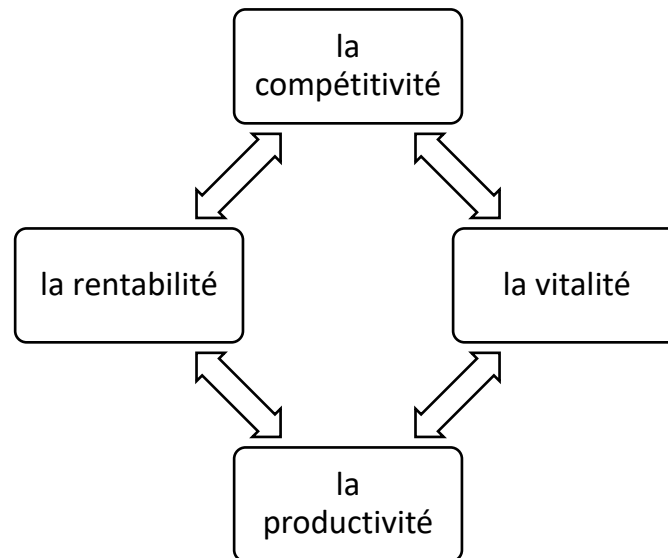 la
compétitivité
la rentabilité
la vitalité
la
productivité